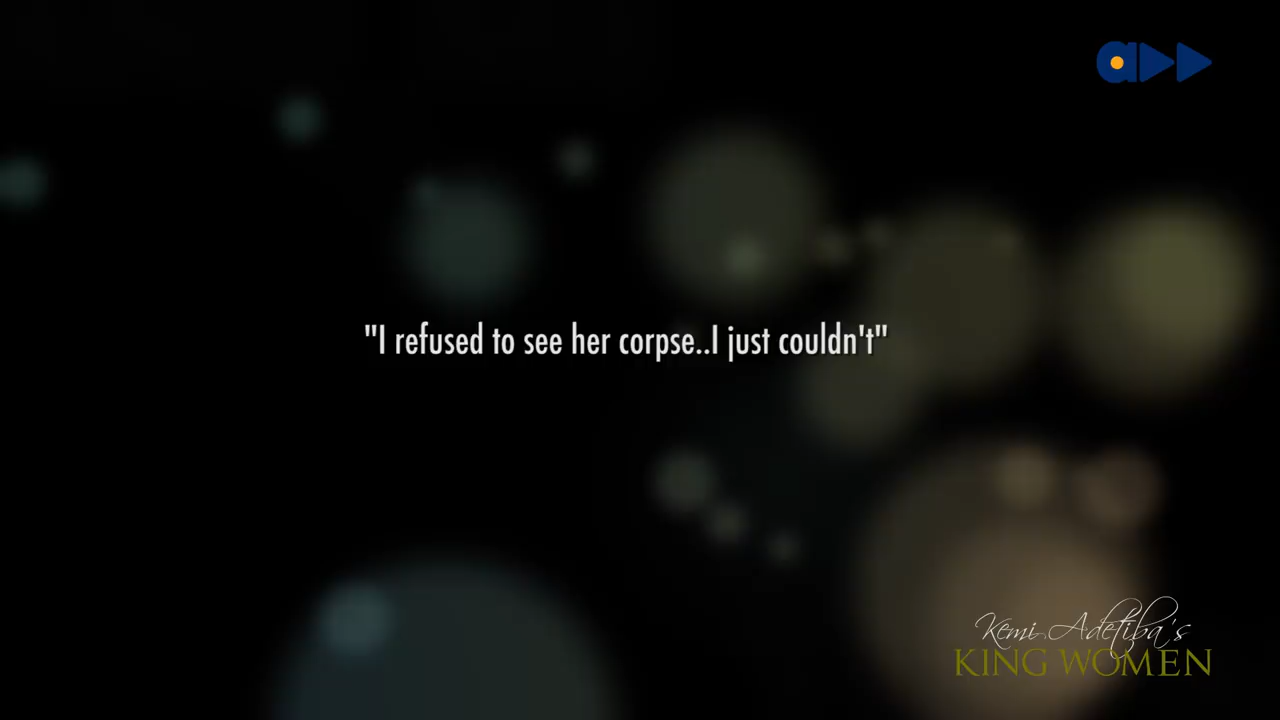 "I refused to see her corpse..I just couldn't"
Kemi Adetiba's
KING WOMEN